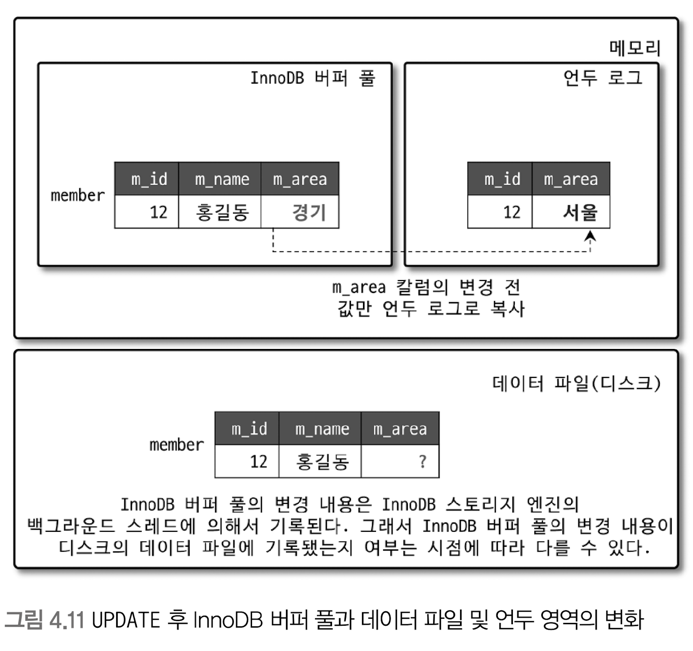 메모리
InnoDB 버퍼 풀
언두 로그
member
m_id m_name m_area
12 홍길동 경기
m_id m_area
12 서울
m_area 칼럼의 변경 전
값만 언두 로그로 복사
데이터 파일(디스크)
member
m_id m_name m_area
12 홍길동 ?
InnoDB 버퍼 풀의 변경 내용은 InnoDB 스토리지 엔진의
백그라운드 스레드에 의해서 기록된다. 그래서 InnoDB 버퍼 풀의 변경 내용이
디스크의 데이터 파일에 기록됐는지 여부는 시점에 따라 다를 수 있다.
그림 4.11 UPDATE 후 InnoDB 버퍼 풀과 데이터 파일 및 언두 영역의 변화